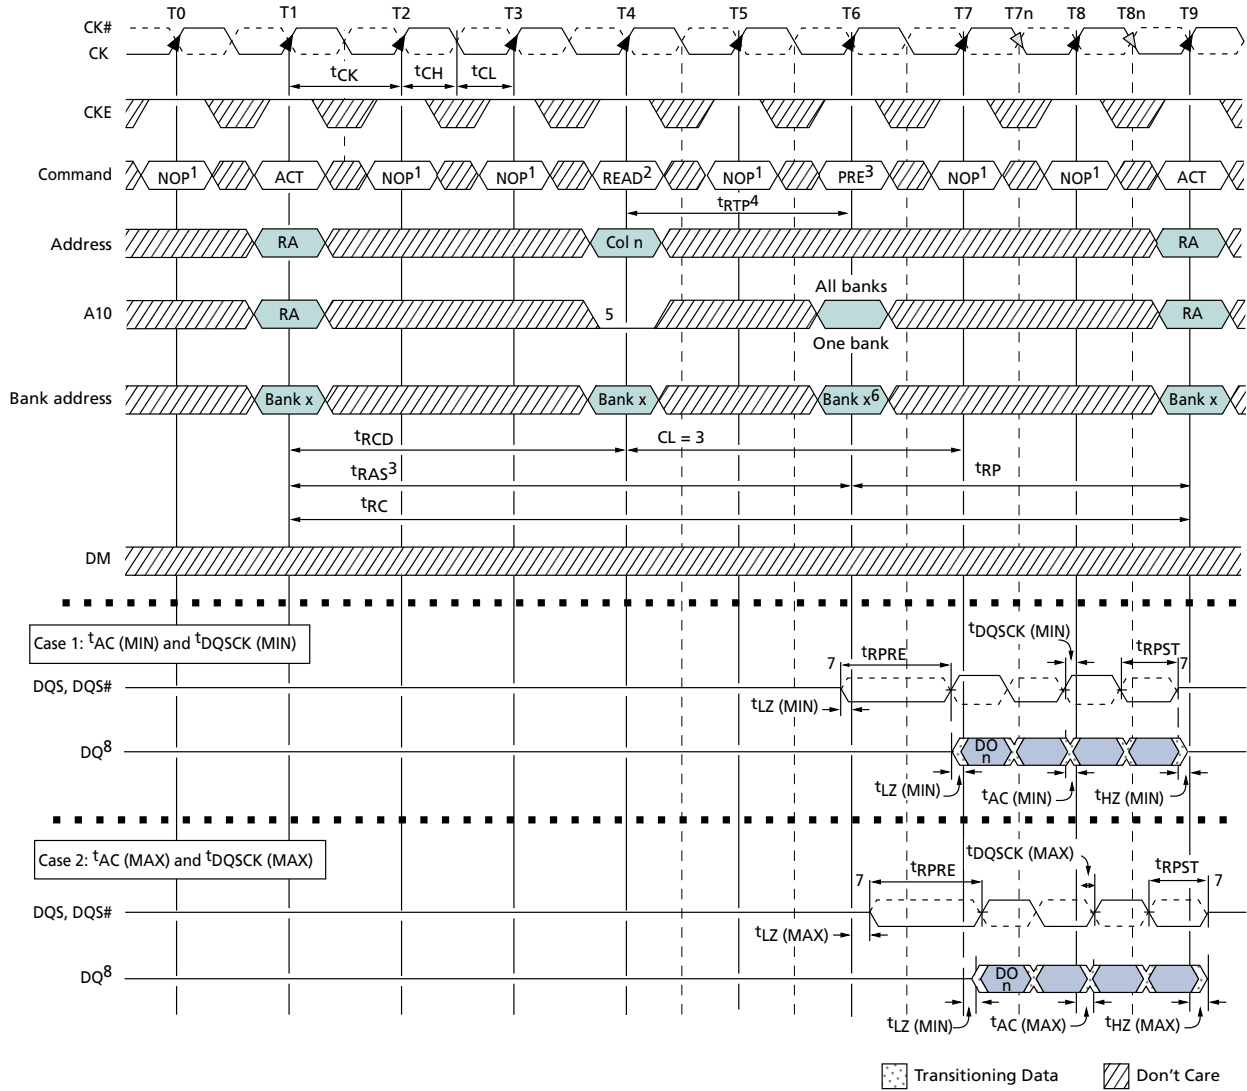 T0 T1 T2 T3 T4 T5 T6 T7 T7n T8 T8n T9
CK#
CK
tCK tCH tCL
CKE
Command NOP1 ACT NOP1 NOP1 READ2 NOP1 PRE3 NOP1 NOP1 ACT
tRTP4
Address RA Col n RA
All banks
A10 RA 5 RA
One bank
Bank address Bank x Bank x Bank x6 Bank x
tRCD CL = 3
tRAS3 tRP
tRC
DM
Case 1: tAC (MIN) and tDQSCK (MIN)
tDQSCK (MIN)
7 tRPRE tRPST 7
DQS, DQS#
tLZ (MIN)
DQ8 DO n
tLZ (MIN) tAC (MIN) tHZ (MIN)
Case 2: tAC (MAX) and tDQSCK (MAX)
tDQSCK (MAX)
7 tRPRE tRPST 7
DQS, DQS#
tLZ (MAX)
DQ8 DO n
tLZ (MIN) tAC (MAX) tHZ (MAX)
Transitioning Data Don't Care